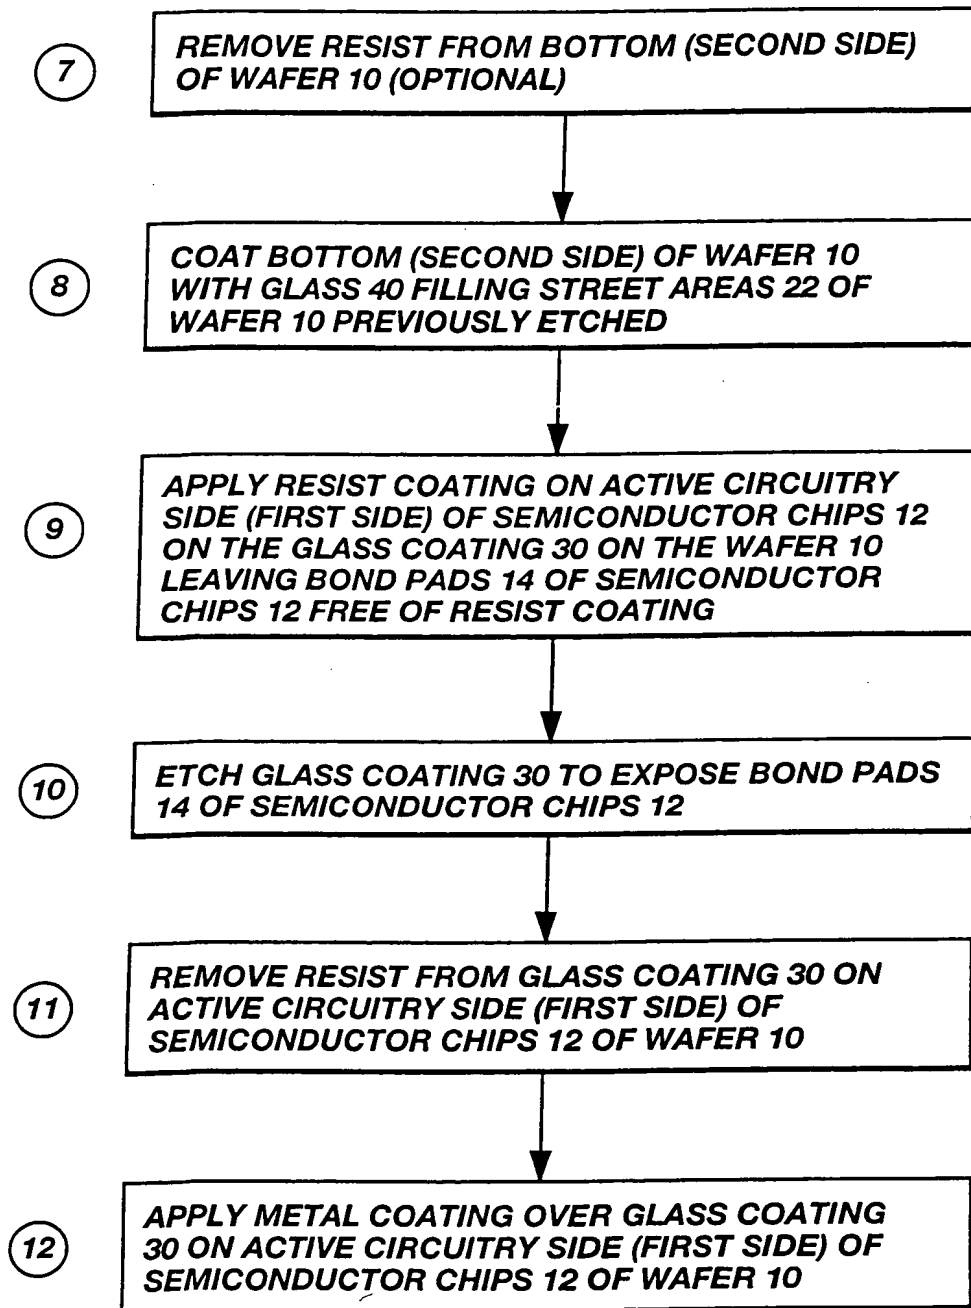 7
REMOVE RESIST FROM BOTTOM (SECOND SIDE)
OF WAFER 10 (OPTIONAL)
8
COAT BOTTOM (SECOND SIDE) OF WAFER 10
WITH GLASS 40 FILLING STREET AREAS 22 OF
WAFER 10 PREVIOUSLY ETCHED
9
APPLY RESIST COATING ON ACTIVE CIRCUITRY
SIDE (FIRST SIDE) OF SEMICONDUCTOR CHIPS 12
ON THE GLASS COATING 30 ON THE WAFER 10
LEAVING BOND PADS 14 OF SEMICONDUCTOR
CHIPS 12 FREE OF RESIST COATING
10
ETCH GLASS COATING 30 TO EXPOSE BOND PADS
14 OF SEMICONDUCTOR CHIPS 12
11
REMOVE RESIST FROM GLASS COATING 30 ON
ACTIVE CIRCUITRY SIDE (FIRST SIDE) OF
SEMICONDUCTOR CHIPS 12 OF WAFER 10
12
APPLY METAL COATING OVER GLASS COATING
30 ON ACTIVE CIRCUITRY SIDE (FIRST SIDE) OF
SEMICONDUCTOR CHIPS 12 OF WAFER 10